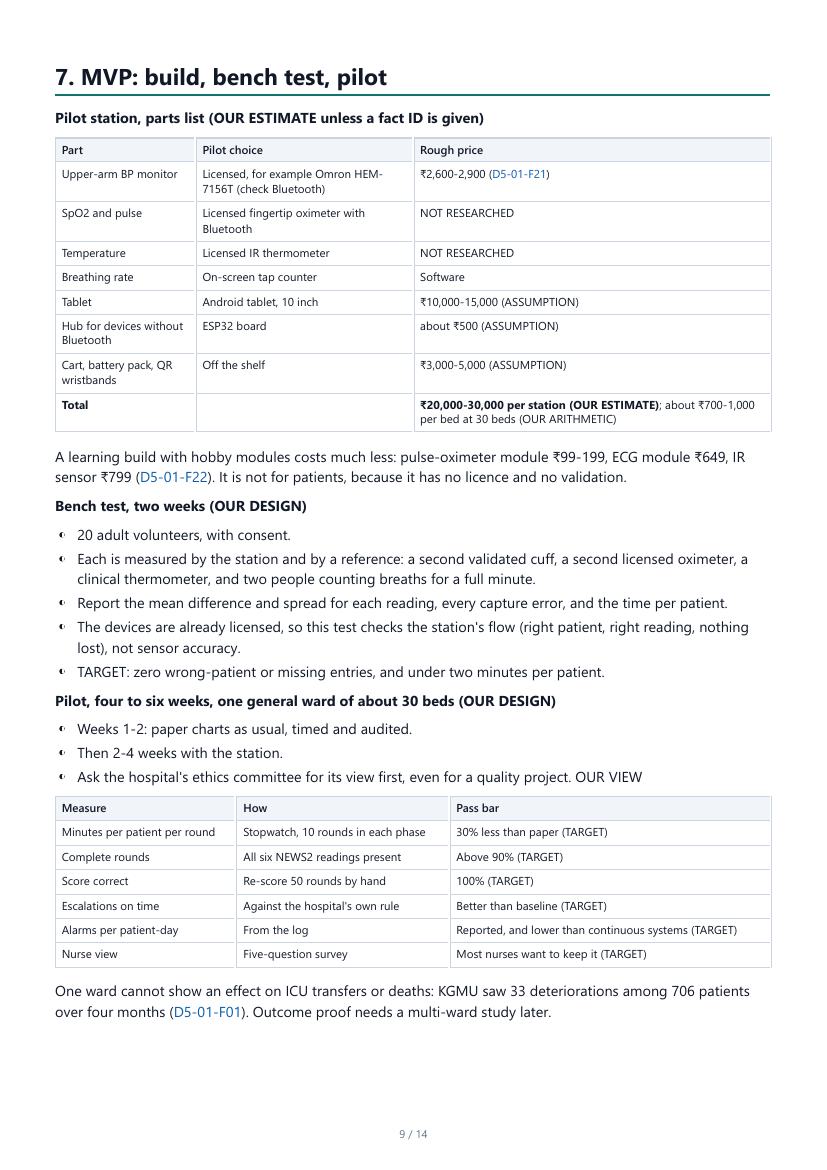 7. MVP: build, bench test, pilot
Pilot station, parts list (OUR ESTIMATE unless a fact ID is given)
Part Pilot choice Rough price
Upper-arm BP monitor Licensed, for example Omron HEM-7156T (check Bluetooth) ₹2,600-2,900 (D5-01-F21)
SpO2 and pulse Licensed fingertip oximeter with Bluetooth NOT RESEARCHED
Temperature Licensed IR thermometer NOT RESEARCHED
Breathing rate On-screen tap counter Software
Tablet Android tablet, 10 inch ₹10,000-15,000 (ASSUMPTION)
Hub for devices without Bluetooth ESP32 board about ₹500 (ASSUMPTION)
Cart, battery pack, QR wristbands Off the shelf ₹3,000-5,000 (ASSUMPTION)
Total ₹20,000-30,000 per station (OUR ESTIMATE); about ₹700-1,000 per bed at 30 beds (OUR ARITHMETIC)
A learning build with hobby modules costs much less: pulse-oximeter module ₹99-199, ECG module ₹649, IR
sensor ₹799 (D5-01-F22). It is not for patients, because it has no licence and no validation.
Bench test, two weeks (OUR DESIGN)
20 adult volunteers, with consent.
Each is measured by the station and by a reference: a second validated cuff, a second licensed oximeter, a
clinical thermometer, and two people counting breaths for a full minute.
Report the mean difference and spread for each reading, every capture error, and the time per patient.
The devices are already licensed, so this test checks the station's flow (right patient, right reading, nothing
lost), not sensor accuracy.
TARGET: zero wrong-patient or missing entries, and under two minutes per patient.
Pilot, four to six weeks, one general ward of about 30 beds (OUR DESIGN)
Weeks 1-2: paper charts as usual, timed and audited.
Then 2-4 weeks with the station.
Ask the hospital's ethics committee for its view first, even for a quality project. OUR VIEW
Measure How Pass bar
Minutes per patient per round Stopwatch, 10 rounds in each phase 30% less than paper (TARGET)
Complete rounds All six NEWS2 readings present Above 90% (TARGET)
Score correct Re-score 50 rounds by hand 100% (TARGET)
Escalations on time Against the hospital's own rule Better than baseline (TARGET)
Alarms per patient-day From the log Reported, and lower than continuous systems (TARGET)
Nurse view Five-question survey Most nurses want to keep it (TARGET)
One ward cannot show an effect on ICU transfers or deaths: KGMU saw 33 deteriorations among 706 patients
over four months (D5-01-F01). Outcome proof needs a multi-ward study later.
9 / 14